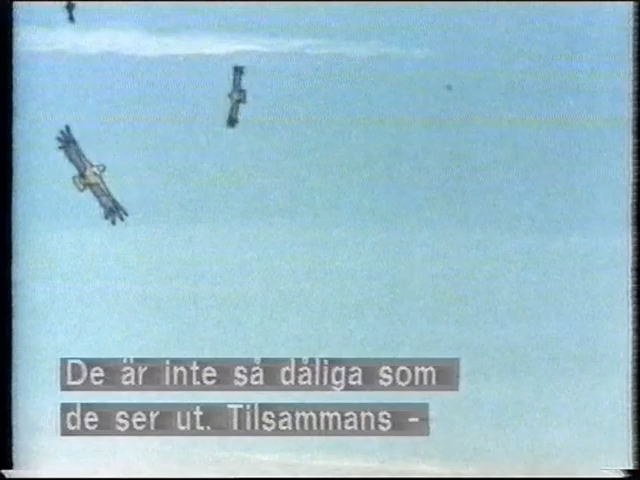 De är inte så dåliga som
de ser ut. Tilsammans -